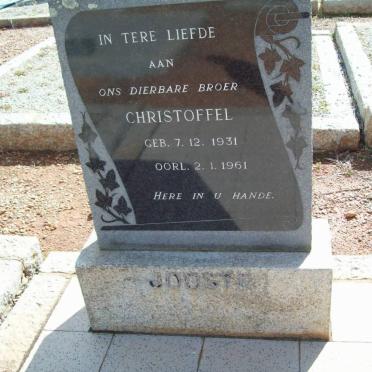 IN TERE LIEFDE
AAN
ONS DIERBARE BROER
CHRISTOFFEL
GEB. 7. 12. 1931
OORL. 2. 1. 1961
HERE IN U HANDE.
JOOSTE